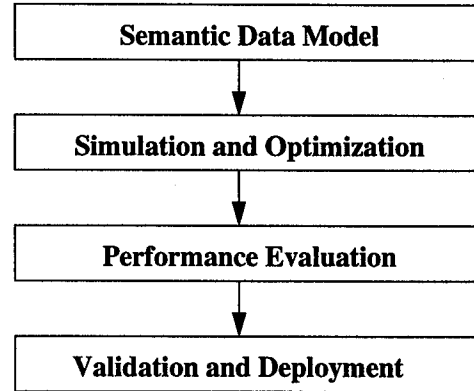 Semantic Data Model
Simulation and Optimization
Performance Evaluation
Validation and Deployment